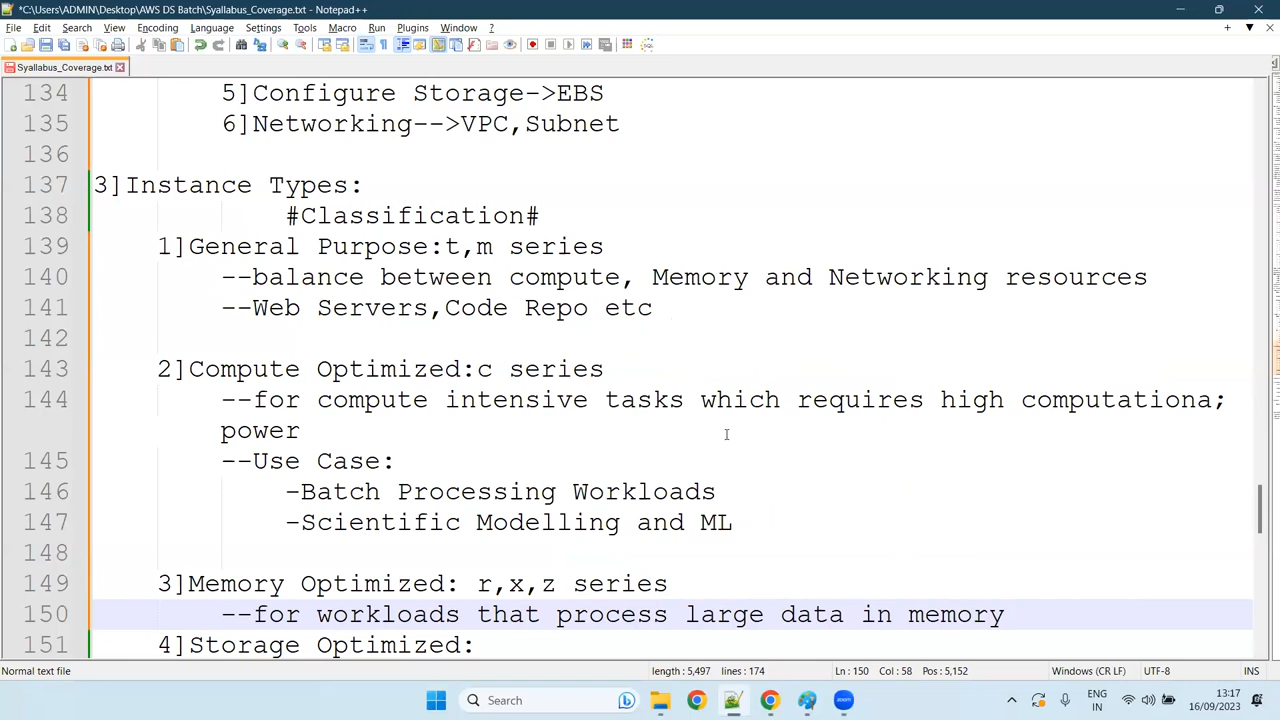 *C:\Users\ADMIN\Desktop\AWS DS Batch\Syallabus_Coverage.txt - Notepad++
File Edit Search View Encoding Language Settings Tools Macro Run Plugins Window ?
Syallabus_Coverage.txt
134 5]Configure Storage->EBS
135 6]Networking-->VPC,Subnet
136
137 3]Instance Types:
138 #Classification#
139 1]General Purpose:t,m series
140 --balance between compute, Memory and Networking resources
141 --Web Servers,Code Repo etc
142
143 2]Compute Optimized:c series
144 --for compute intensive tasks which requires high computationa;
power
145 --Use Case:
146 -Batch Processing Workloads
147 -Scientific Modelling and ML
148
149 3]Memory Optimized: r,x,z series
150 --for workloads that process large data in memory
151 4]Storage Optimized:
Normal text file length : 5,497 lines : 174 Ln : 150 Col : 58 Pos : 5,152 Windows (CR LF) UTF-8 INS
Search zoom ENG IN 13:17 16/09/2023